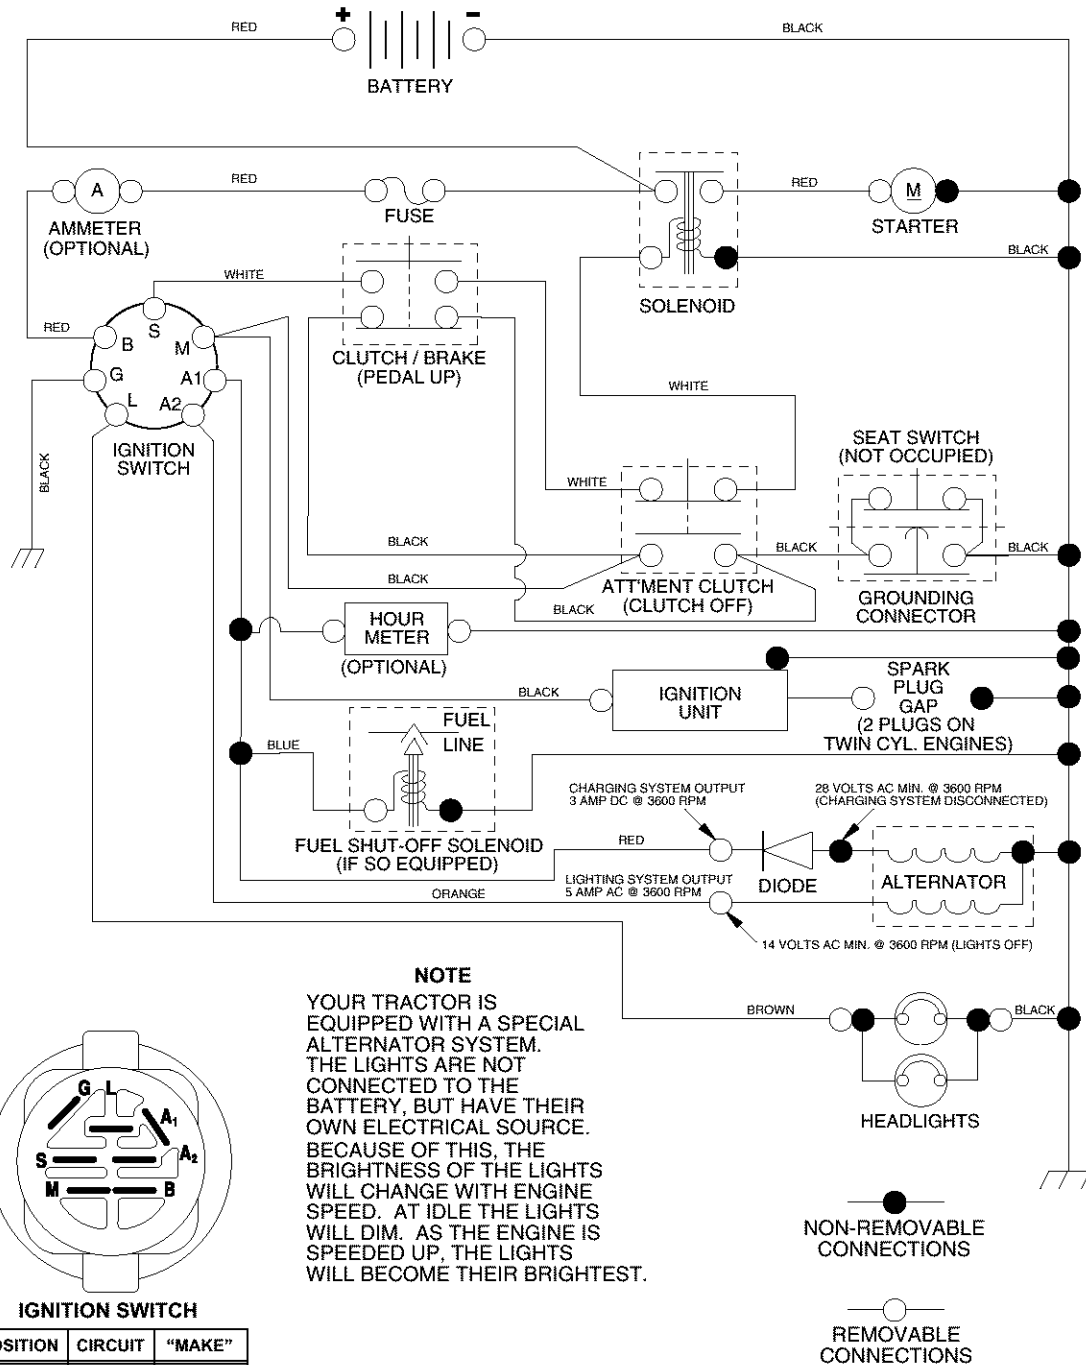 +
-
RED
BLACK
BATTERY
A
RED
FUSE
RED
M
STARTER
AMMETER
(OPTIONAL)
BLACK
SOLENOID
WHITE
RED
S
B
M
G
A1
L
A2
IGNITION
SWITCH
CLUTCH / BRAKE
(PEDAL UP)
WHITE
BLACK
SEAT SWITCH
(NOT OCCUPIED)
WHITE
BLACK
BLACK
BLACK
BLACK
ATT'MENT CLUTCH
(CLUTCH OFF)
BLACK
GROUNDING
CONNECTOR
HOUR
METER
(OPTIONAL)
BLACK
IGNITION
UNIT
SPARK
PLUG
GAP
(2 PLUGS ON
TWIN CYL. ENGINES)
BLUE
FUEL
LINE
FUEL SHUT-OFF SOLENOID
(IF SO EQUIPPED)
CHARGING SYSTEM OUTPUT
3 AMP DC @ 3600 RPM
28 VOLTS AC MIN. @ 3600 RPM
(CHARGING SYSTEM DISCONNECTED)
RED
DIODE
ALTERNATOR
LIGHTING SYSTEM OUTPUT
5 AMP AC @ 3600 RPM
ORANGE
14 VOLTS AC MIN. @ 3600 RPM (LIGHTS OFF)
BROWN
BLACK
HEADLIGHTS
NOTE
YOUR TRACTOR IS
EQUIPPED WITH A SPECIAL
ALTERNATOR SYSTEM.
THE LIGHTS ARE NOT
CONNECTED TO THE
BATTERY, BUT HAVE THEIR
OWN ELECTRICAL SOURCE.
BECAUSE OF THIS, THE
BRIGHTNESS OF THE LIGHTS
WILL CHANGE WITH ENGINE
SPEED. AT IDLE THE LIGHTS
WILL DIM. AS THE ENGINE IS
SPEEDED UP, THE LIGHTS
WILL BECOME THEIR BRIGHTEST.
G L
A1
A2
S
M
B
IGNITION SWITCH
OSITION CIRCUIT "MAKE"
NON-REMOVABLE
CONNECTIONS
REMOVABLE
CONNECTIONS